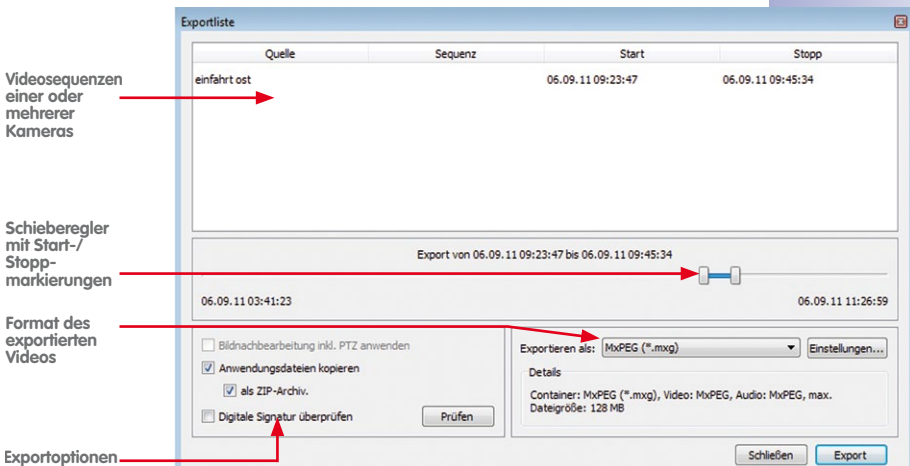 Exportliste
Quelle Sequenz Start Stopp
einfahrt ost 06.09.11 09:23:47 06.09.11 09:45:34
Videosequenzen
einer oder
mehrerer
Kameras
Schieberegler
mit Start-/
Stopp-
markierungen
Export von 06.09.11 09:23:47 bis 06.09.11 09:45:34
06.09.11 03:41:23 06.09.11 11:26:59
Format des
exportierten
Videos
Bildnachbearbeitung inkl. PTZ anwenden
Anwendungsdateien kopieren
als ZIP-Archiv.
Digitale Signatur überprüfen Prüfen
Exportieren als: MxPEG (*.mxg) Einstellungen...
Details
Container: MxPEG (*.mxg), Video: MxPEG, Audio: MxPEG, max.
Dateigröße: 128 MB
Exportoptionen
Schließen Export